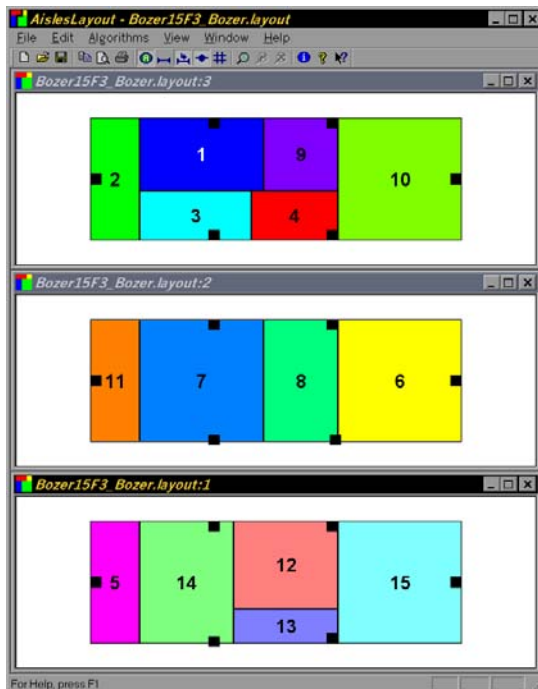 AislesLayout - Bozer15F3_Bozer.layout
File Edit Algorithms View Window Help
Bozer15F3_Bozer.layout:3
2 1 9 10
3 4
Bozer15F3_Bozer.layout:2
11 7 8 6
Bozer15F3_Bozer.layout:1
5 14 12 15
13
For Help, press F1